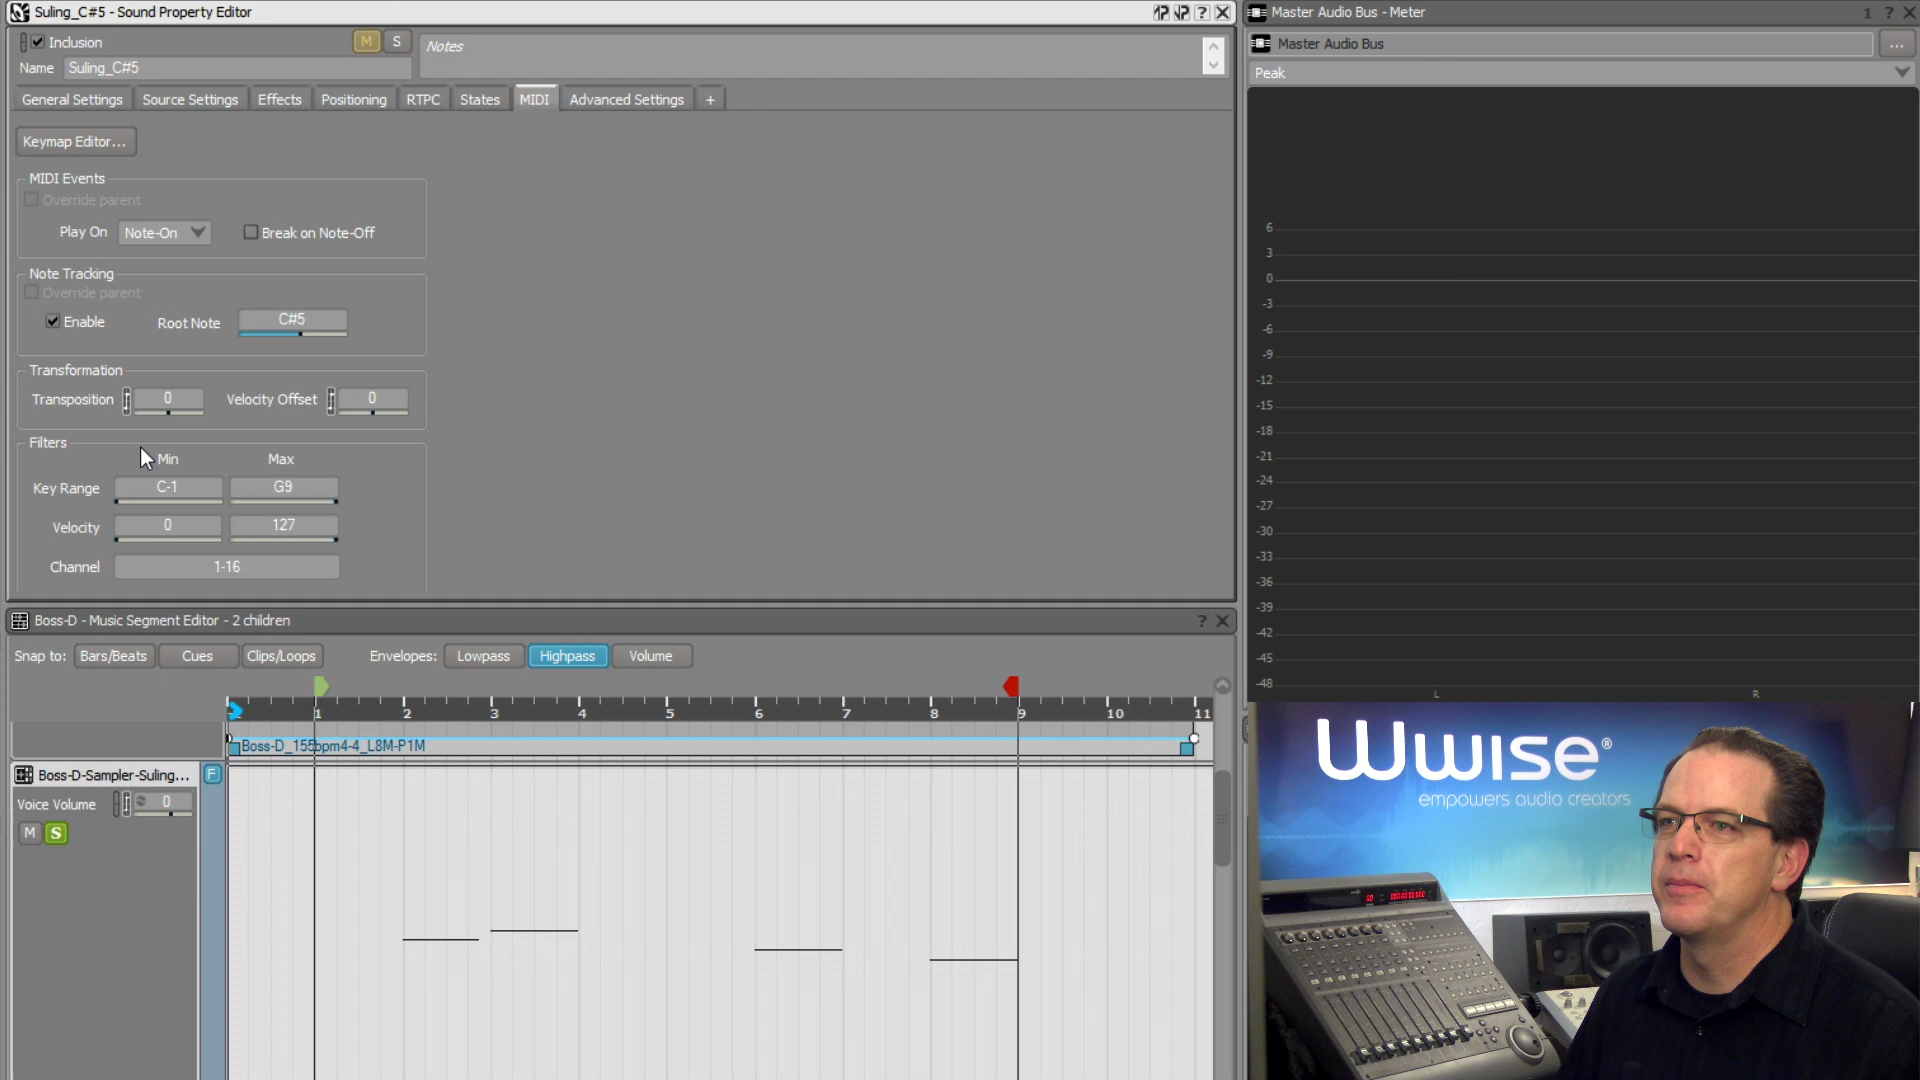 Suling_C#5 - Sound Property Editor
Inclusion
M
S
Notes
Name
Suling_C#5
General Settings
Source Settings
Effects
Positioning
RTPC
States
MIDI
Advanced Settings
+
Keymap Editor...
MIDI Events
Override parent
Play On
Note-On
Break on Note-Off
Note Tracking
Override parent
Enable
Root Note
C#5
Transformation
Transposition
0
Velocity Offset
0
Filters
Min
Max
Key Range
C-1
G9
Velocity
0
127
Channel
1-16
Boss-D - Music Segment Editor - 2 children
Snap to:
Bars/Beats
Cues
Clips/Loops
Envelopes:
Lowpass
Highpass
Volume
1
2
3
4
5
6
7
8
9
10
11
Boss-D_155bpm4-4_L8M-P1M
Boss-D-Sampler-Suling...
F
Voice Volume
0
M
S
Master Audio Bus - Meter
1
?
Master Audio Bus
...
Peak
6
3
0
-3
-6
-9
-12
-15
-18
-21
-24
-27
-30
-33
-36
-39
-42
-45
-48
L
R
Wwise®
empowers audio creators